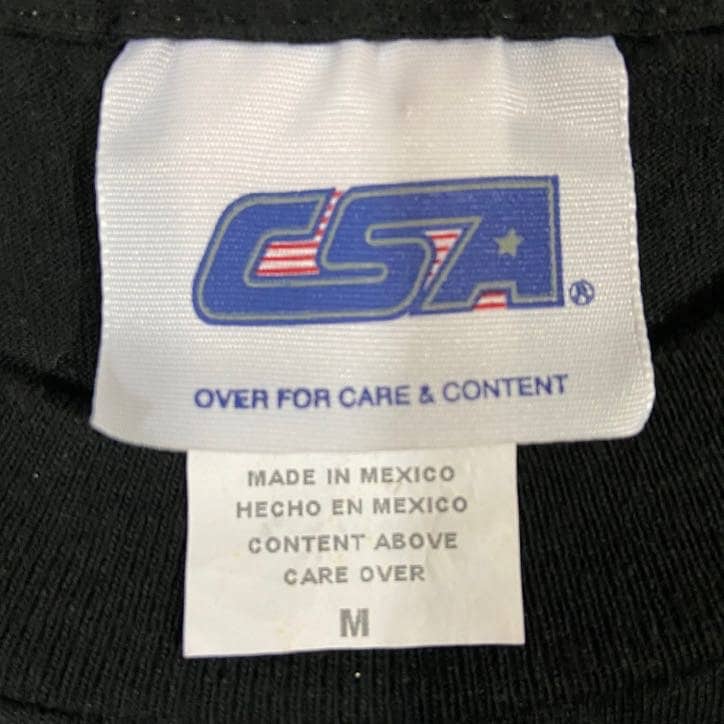 CSA®
OVER FOR CARE & CONTENT
MADE IN MEXICO
HECHO EN MEXICO
CONTENT ABOVE
CARE OVER
M